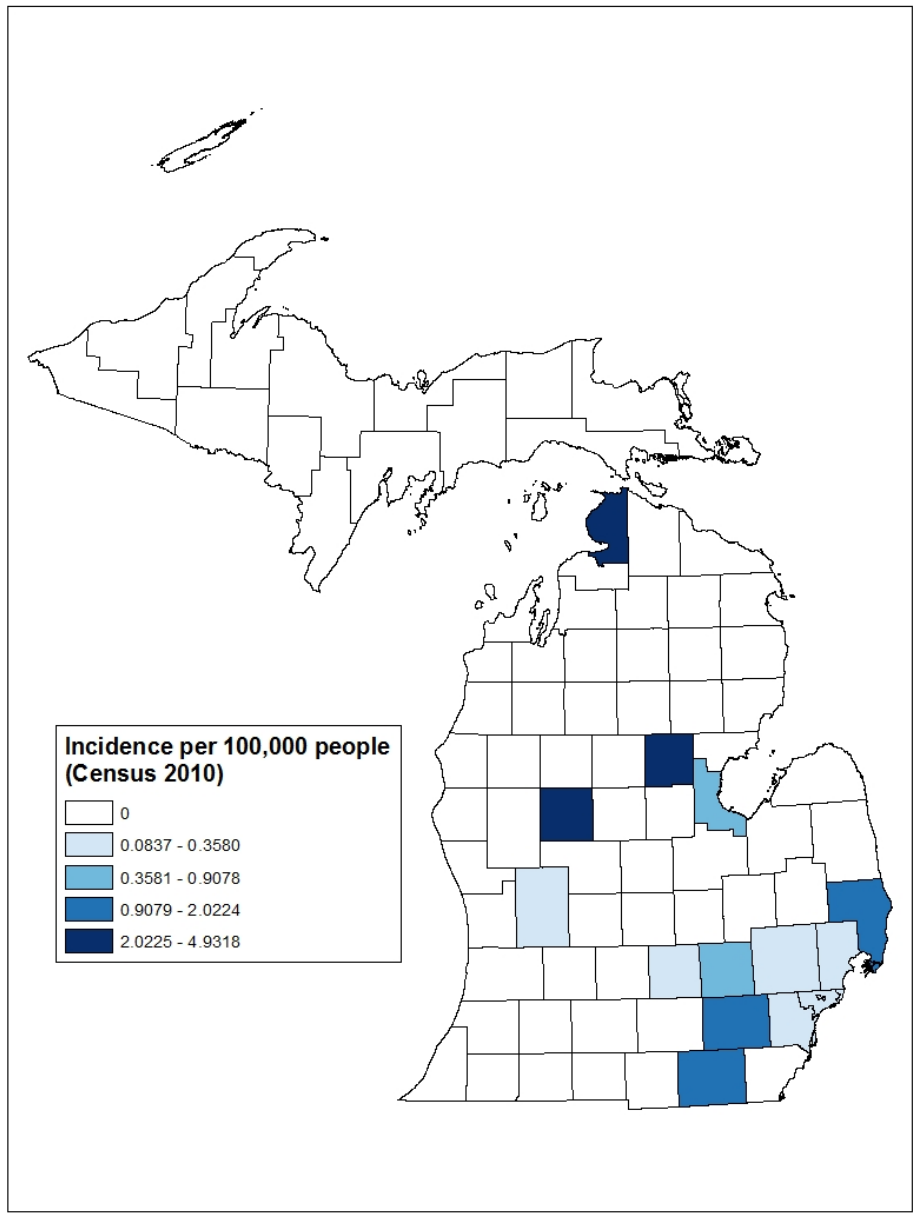 Incidence per 100,000 people
(Census 2010)
0
0.0837 - 0.3580
0.3581 - 0.9078
0.9079 - 2.0224
2.0225 - 4.9318